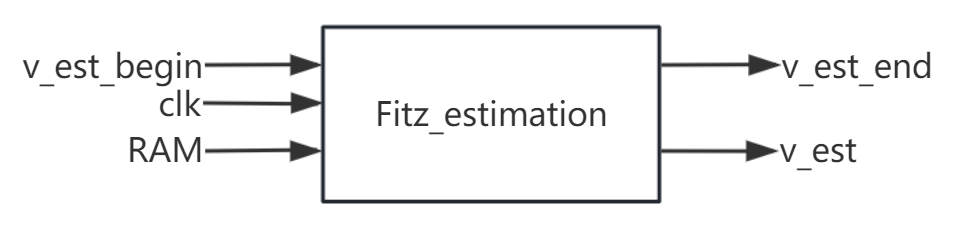 v_est_begin
clk
RAM
Fitz_estimation
v_est_end
v_est